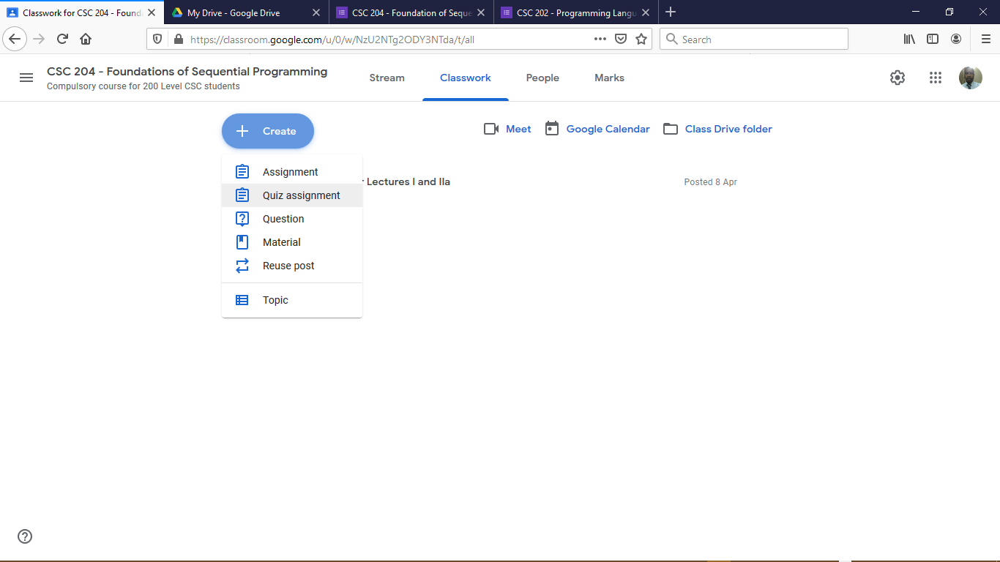 Classwork for CSC 204 - Found
My Drive - Google Drive
CSC 204 - Foundation of Seque
CSC 202 - Programming Langu
https://classroom.google.com/u/0/w/NzU2NTg2ODY3NTda/t/all
Search
CSC 204 - Foundations of Sequential Programming
Compulsory course for 200 Level CSC students
Stream
Classwork
People
Marks
Create
Meet
Google Calendar
Class Drive folder
Assignment
Lectures I and IIa
Posted 8 Apr
Quiz assignment
Question
Material
Reuse post
Topic